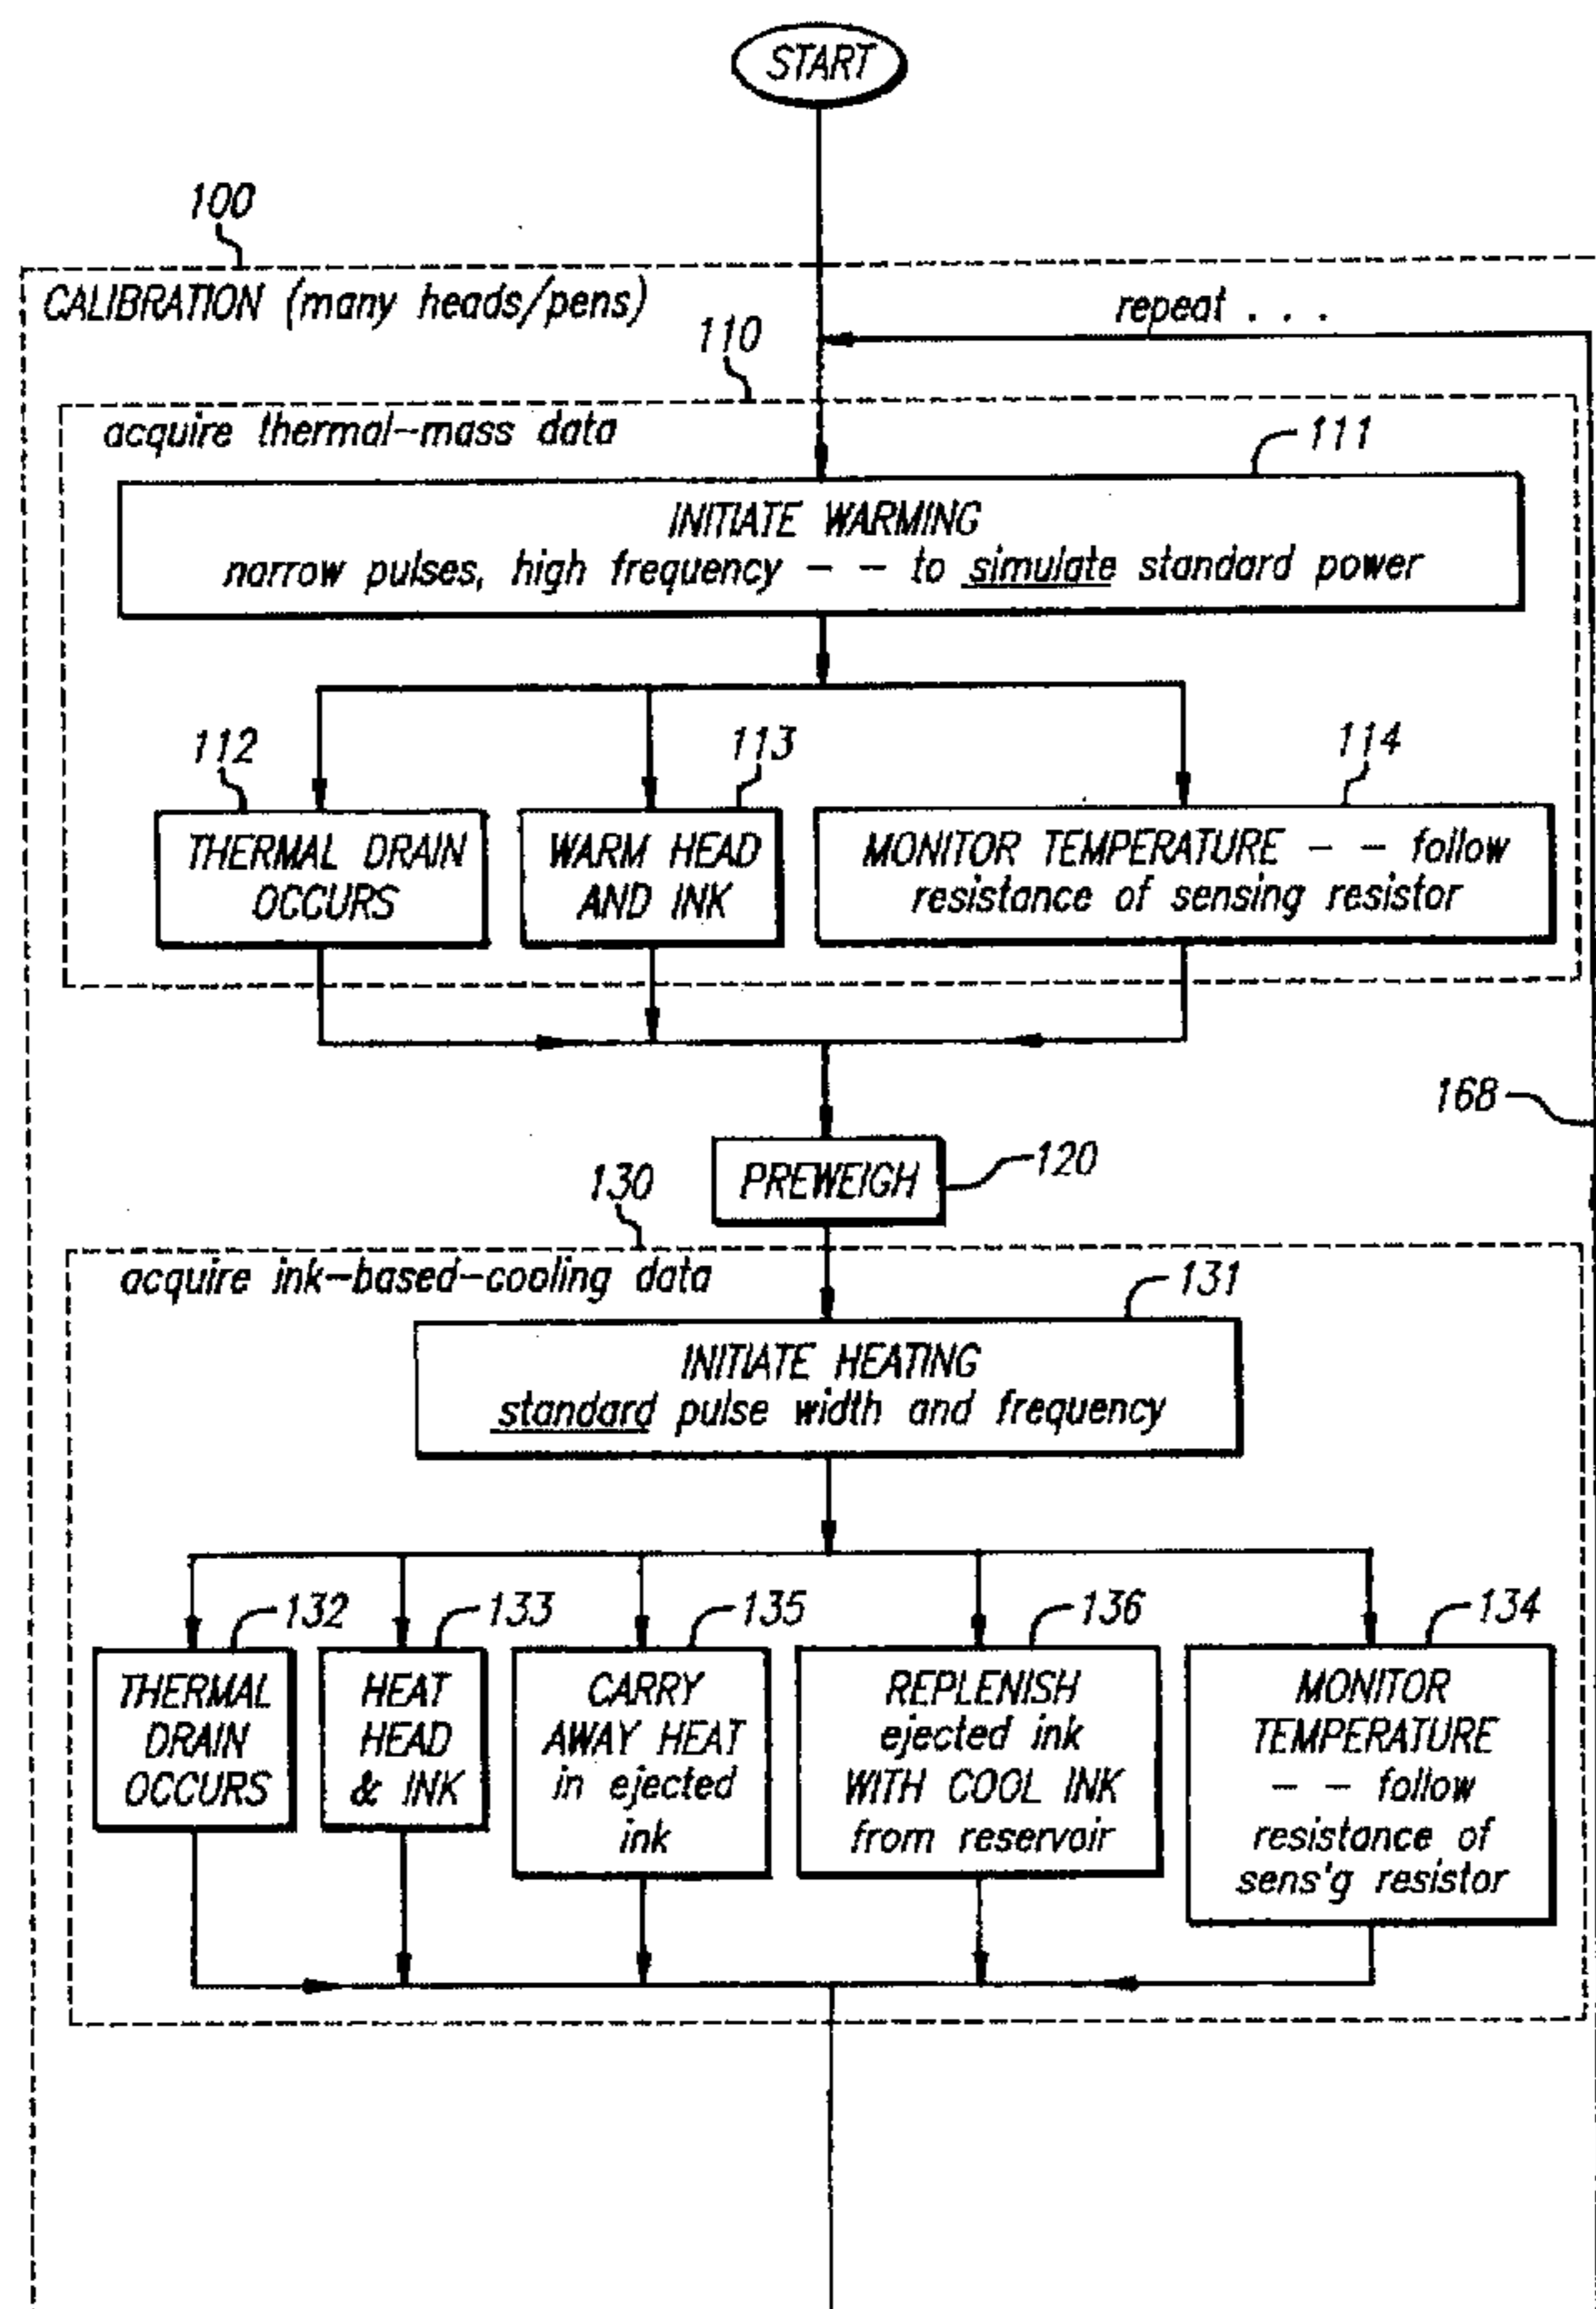 START
100
CALIBRATION (many heads/pens)
repeat . . .
110
acquire thermal-mass data
111
INITIATE WARMING
narrow pulses, high frequency - - to simulate standard power
112
113
114
THERMAL DRAIN
OCCURS
WARM HEAD
AND INK
MONITOR TEMPERATURE - - follow
resistance of sensing resistor
168
PREWEIGH
120
130
acquire ink-based-cooling data
131
INITIATE HEATING
standard pulse width and frequency
132
133
135
136
134
THERMAL
DRAIN
OCCURS
HEAT
HEAD
& INK
CARRY
AWAY HEAT
in ejected
ink
REPLENISH
ejected ink
WITH COOL INK
from reservoir
MONITOR
TEMPERATURE
- - follow
resistance of
sens'g resistor